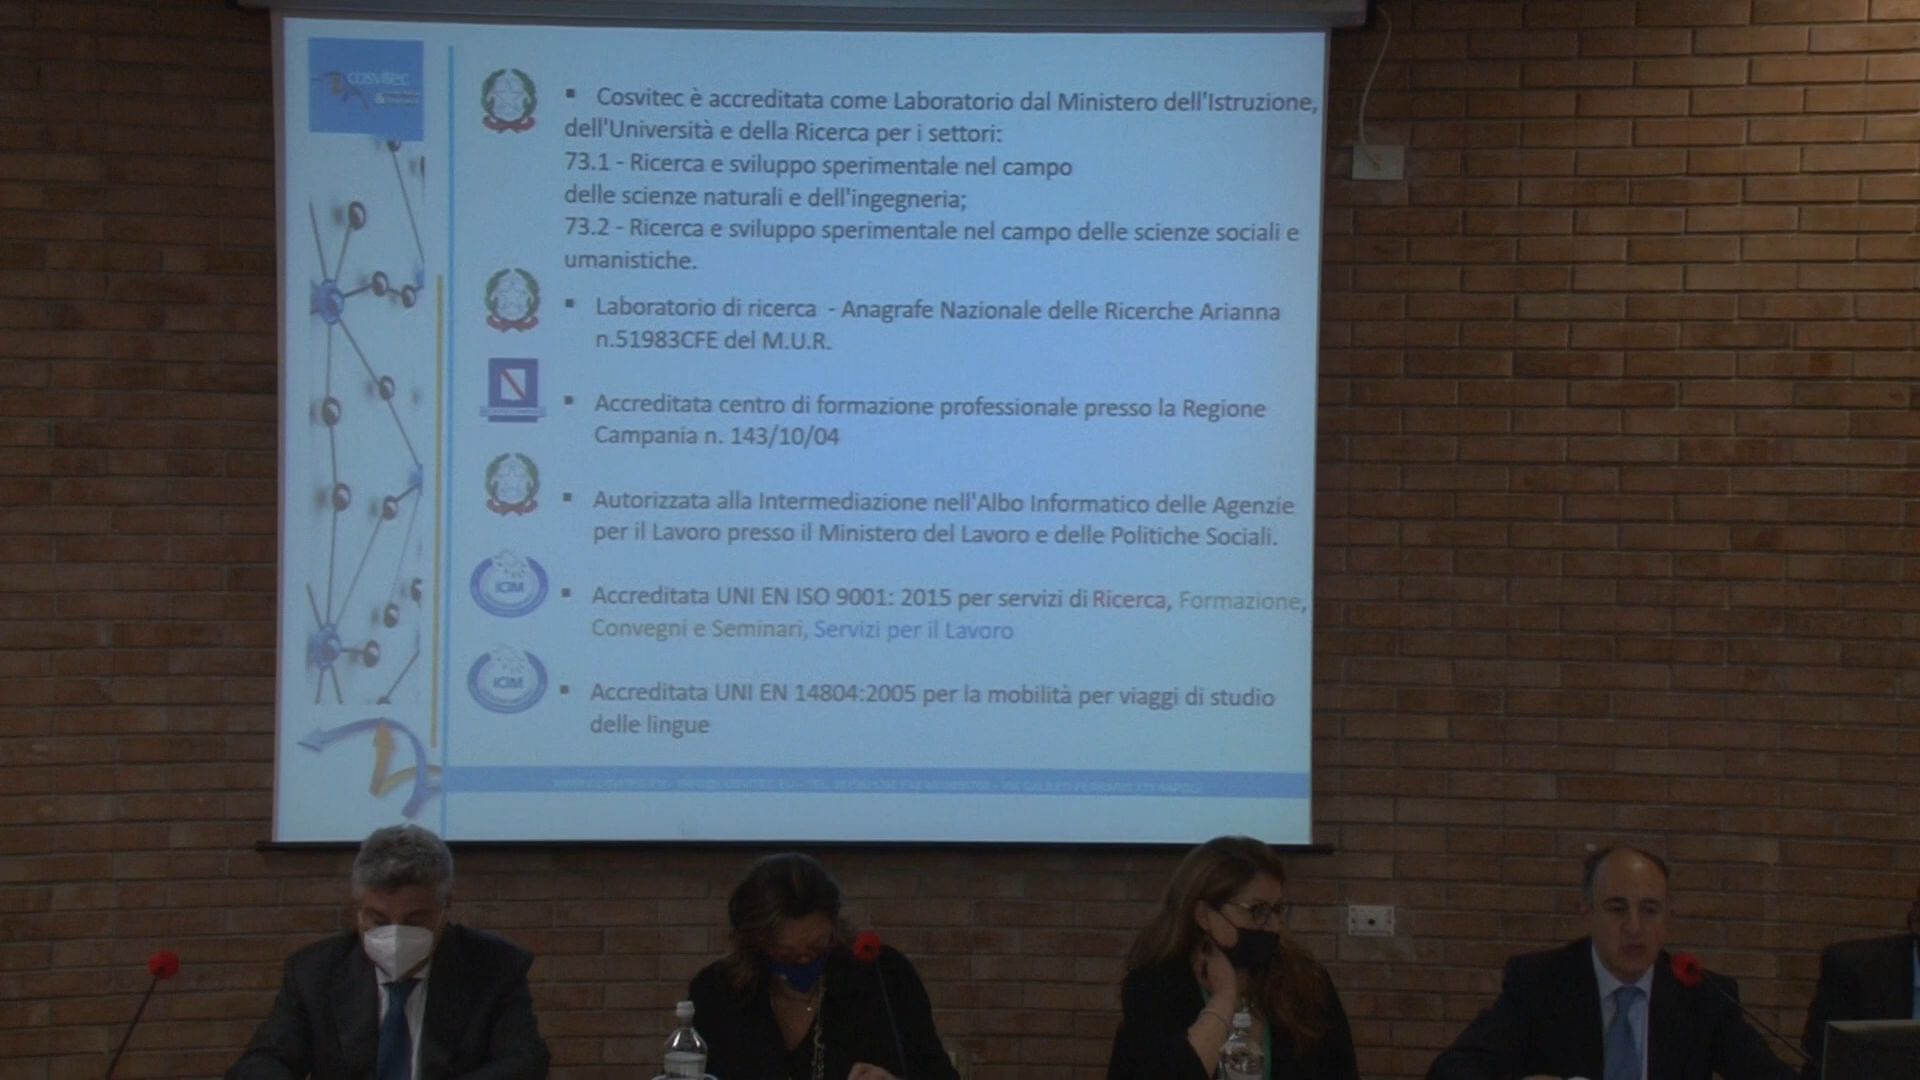 cosvitec
&
▪ Cosvitec è accreditata come Laboratorio dal Ministero dell'Istruzione,
dell'Università e della Ricerca per i settori:
73.1 - Ricerca e sviluppo sperimentale nel campo
delle scienze naturali e dell'ingegneria;
73.2 - Ricerca e sviluppo sperimentale nel campo delle scienze sociali e
umanistiche.
▪ Laboratorio di ricerca - Anagrafe Nazionale delle Ricerche Arianna
n.51983CFE del M.U.R.
▪ Accreditata centro di formazione professionale presso la Regione
Campania n. 143/10/04
▪ Autorizzata alla Intermediazione nell'Albo Informatico delle Agenzie
per il Lavoro presso il Ministero del Lavoro e delle Politiche Sociali.
ICIM
▪ Accreditata UNI EN ISO 9001: 2015 per servizi di Ricerca, Formazione,
Convegni e Seminari, Servizi per il Lavoro
ICIM
▪ Accreditata UNI EN 14804:2005 per la mobilità per viaggi di studio
delle lingue